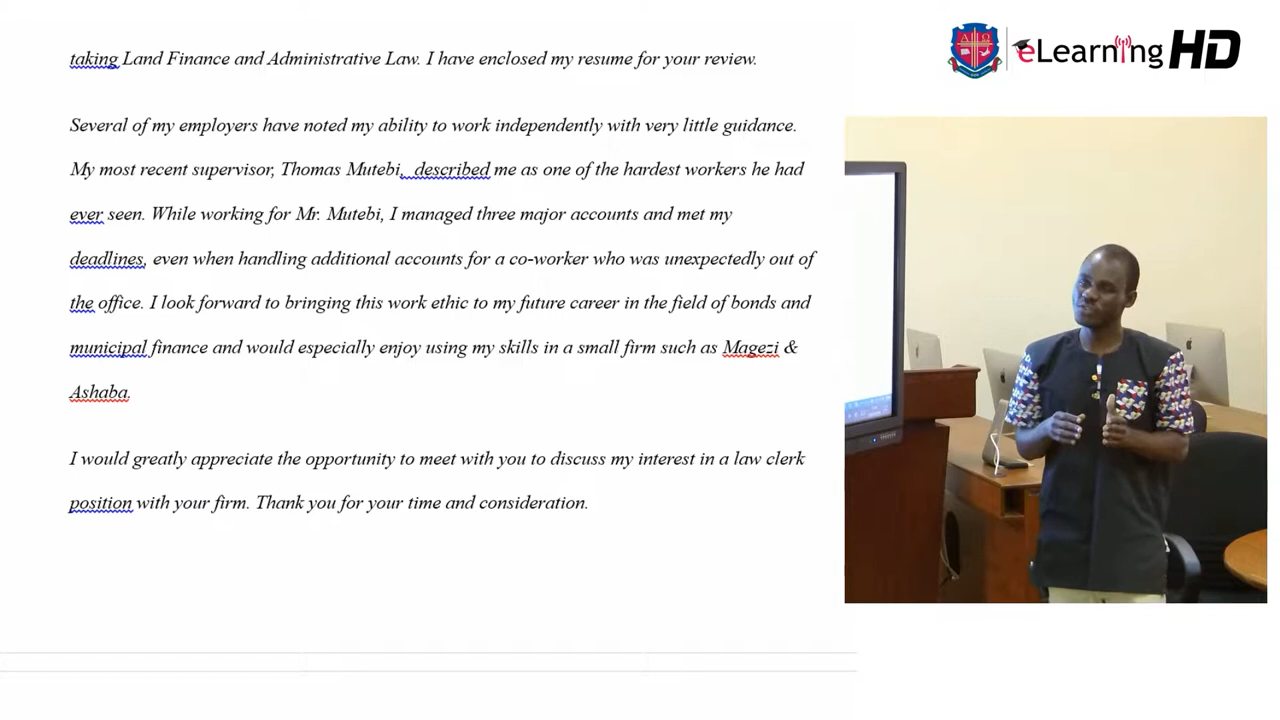 taking Land Finance and Administrative Law. I have enclosed my resume for your review.
Several of my employers have noted my ability to work independently with very little guidance.
My most recent supervisor, Thomas Mutebi,  described me as one of the hardest workers he had
ever seen. While working for Mr. Mutebi, I managed three major accounts and met my
deadlines, even when handling additional accounts for a co-worker who was unexpectedly out of
the office. I look forward to bringing this work ethic to my future career in the field of bonds and
municipal finance and would especially enjoy using my skills in a small firm such as Magezi &
Ashaba.
I would greatly appreciate the opportunity to meet with you to discuss my interest in a law clerk
position with your firm. Thank you for your time and consideration.
eLearning HD